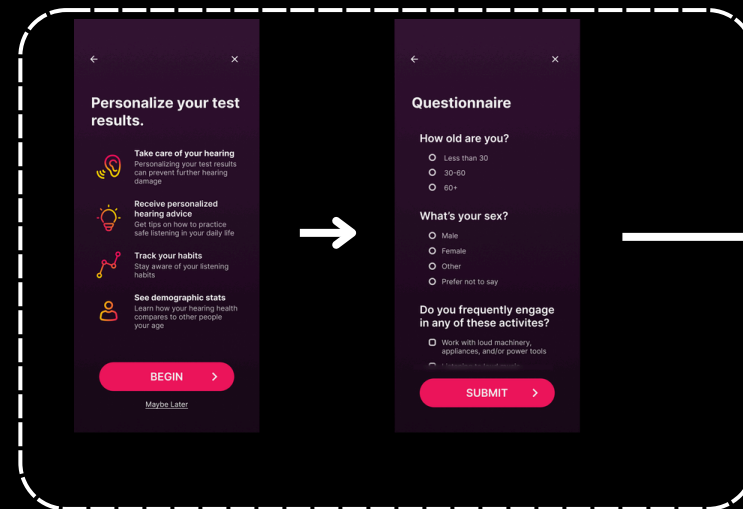 Personalize your test
results.
Take care of your hearing
Personalizing your test results
can prevent further hearing
damage
Receive personalized
hearing advice
Get tips on how to practice
safe listening in your daily life
Track your habits
Stay aware of your listening
habits
See demographic stats
Learn how your hearing health
compares to other people
your age
BEGIN
Maybe Later
Questionnaire
How old are you?
Less than 30
30-60
60+
What's your sex?
Male
Female
Other
Prefer not to say
Do you frequently engage
in any of these activites?
Work with loud machinery,
appliances, and/or power tools
SUBMIT